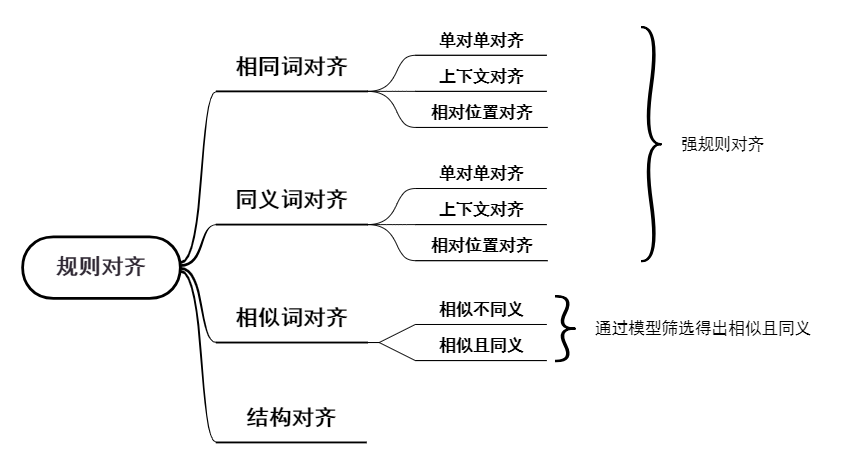 规则对齐
相同词对齐
单对单对齐
上下文对齐
相对位置对齐
同义词对齐
单对单对齐
上下文对齐
相对位置对齐
强规则对齐
相似词对齐
相似不同义
相似且同义
通过模型筛选得出相似且同义
结构对齐